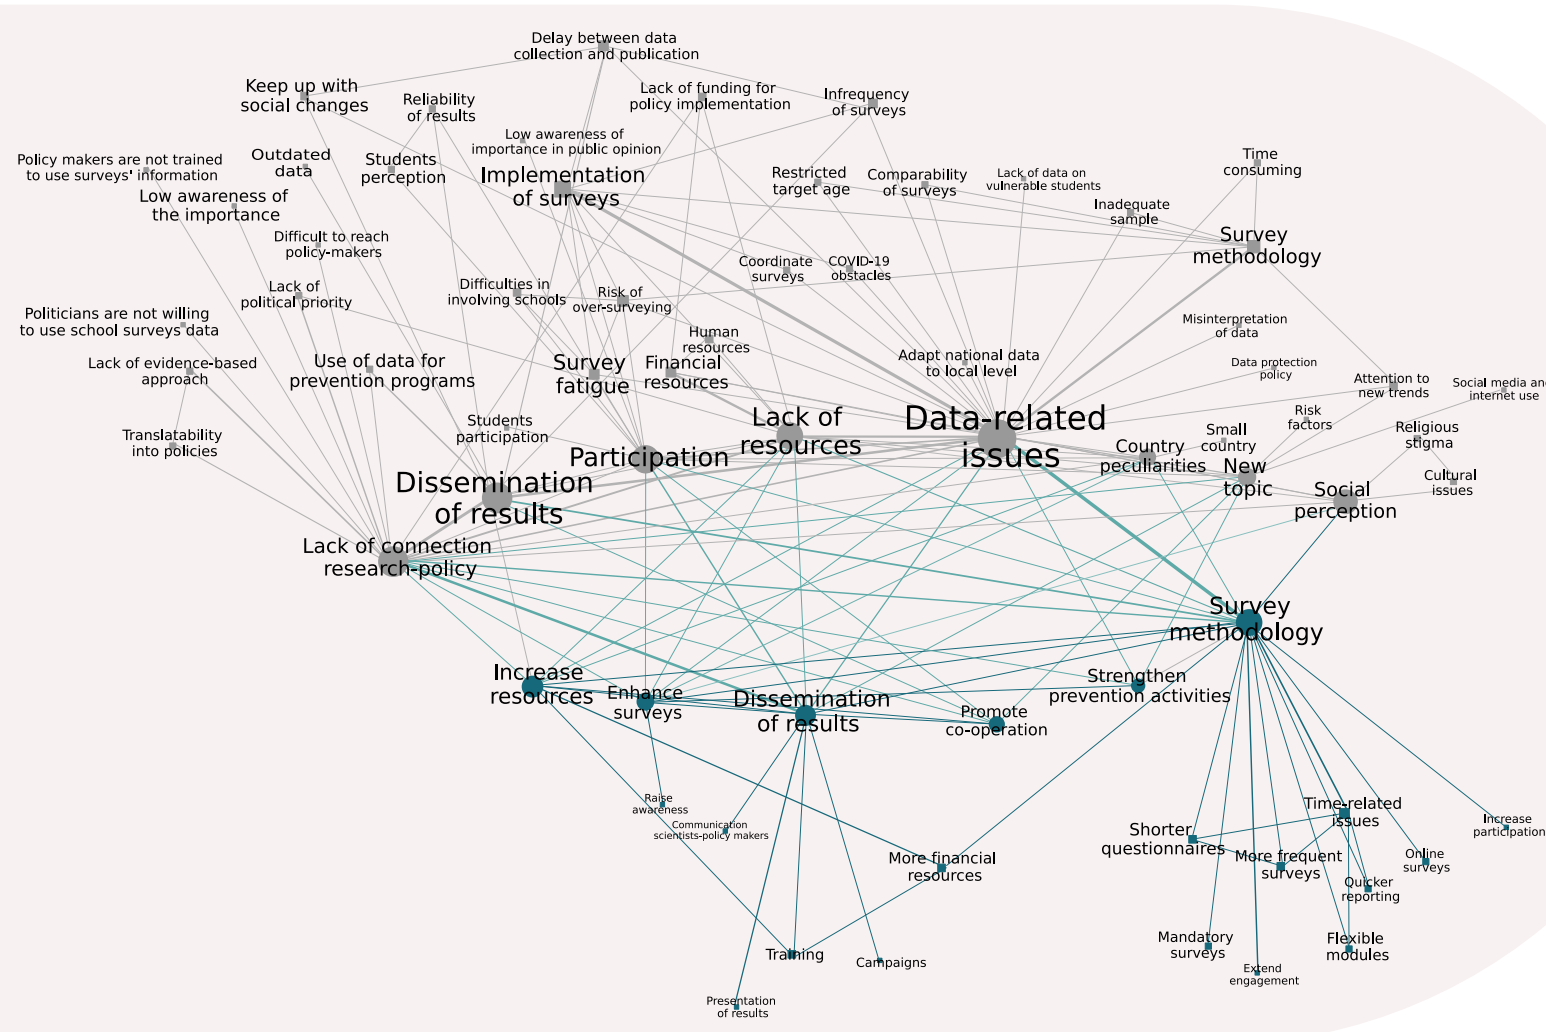 Delay between data
collection and publication
Keep up with
social changes
Reliability
of results
Lack of funding for
policy implementation
Infrequency
of surveys
Low awareness of
importance in public opinion
Policy makers are not trained
to use surveys' information
Outdated
data
Students
perception
Implementation
of surveys
Restricted
target age
Comparability
of surveys
Lack of data on
vulnerable students
Time
consuming
Low awareness of
the importance
Inadequate
sample
Difficult to reach
policy-makers
Survey
methodology
Coordinate
surveys
COVID-19
obstacles
Lack of
political priority
Difficulties in
involving schools
Risk of
over-surveying
Politicians are not willing
to use school surveys data
Human
resources
Misinterpretation
of data
Lack of evidence-based
approach
Use of data for
prevention programs
Survey
fatigue
Financial
resources
Adapt national data
to local level
Data protection
policy
Attention to
new trends
Social media an
internet use
Translatability
into policies
Students
participation
Lack of
resources
Data-related
issues
Risk
factors
Small
country
Religious
stigma
Participation
Country
peculiarities
New
topic
Cultural
issues
Dissemination
of results
Social
perception
Lack of connection
research-policy
Survey
methodology
Increase
resources
Enhance
surveys
Dissemination
of results
Promote
co-operation
Strengthen
prevention activities
Raise
awareness
Communication
scientists-policy makers
Time-related
issues
Increase
participation
Shorter
questionnaires
More financial
resources
More frequent
surveys
Online
surveys
Quicker
reporting
Training
Campaigns
Mandatory
surveys
Flexible
modules
Extend
engagement
Presentation
of results